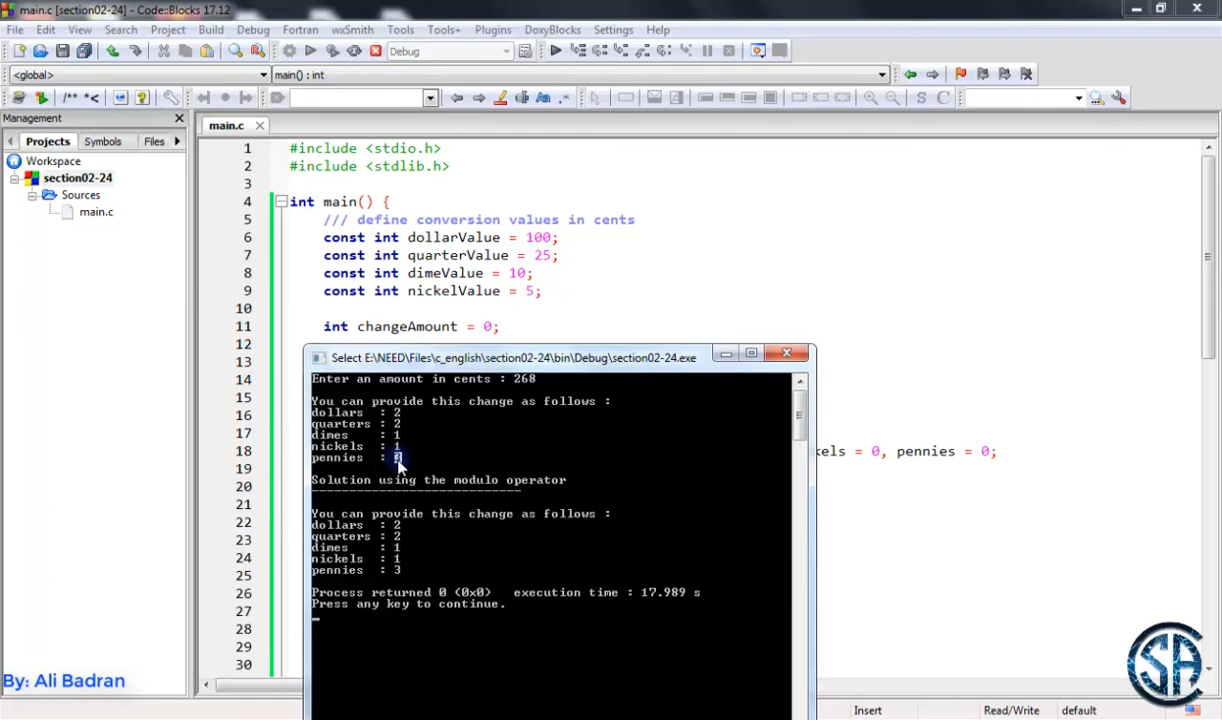 main.c [section02-24] - Code::Blocks 17.12
File Edit View Search Project Build Debug Fortran wxSmith Tools Tools+ Plugins DoxyBlocks Settings Help
Debug
<global> main() : int
/** *<
S C
Management
main.c
Projects Symbols Files
Workspace
section02-24
Sources
main.c
1 #include <stdio.h>
2 #include <stdlib.h>
3
4 int main() {
5 /// define conversion values in cents
6 const int dollarValue = 100;
7 const int quarterValue = 25;
8 const int dimeValue = 10;
9 const int nickelValue = 5;
10
11 int changeAmount = 0;
12
13
14
15
16
17
18 kels = 0, pennies = 0;
19
20
21
22
23
24
25
26
27
28
29
30
Select E:\NEED\Files\c_english\section02-24\bin\Debug\section02-24.exe
Enter an amount in cents : 268
You can provide this change as follows :
dollars : 2
quarters : 2
dimes : 1
nickels : 1
pennies : 3
Solution using the modulo operator
----------------------------
You can provide this change as follows :
dollars : 2
quarters : 2
dimes : 1
nickels : 1
pennies : 3
Process returned 0 (0x0) execution time : 17.989 s
Press any key to continue.
By: Ali Badran
SA
Insert Read/Write default